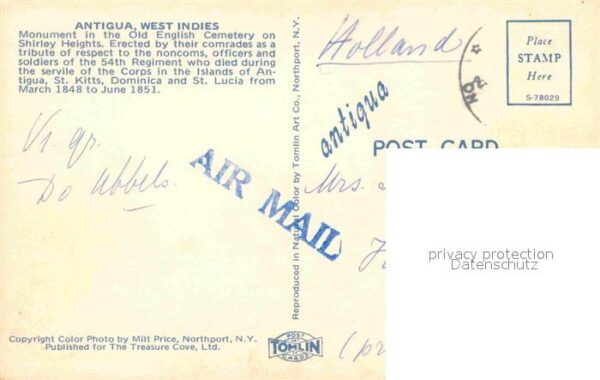 ANTIGUA, WEST INDIES
Monument in the Old English Cemetery on
Shirley Heights. Erected by their comrades as a
tribute of respect to the noncoms, officers and
soldiers of the 54th Regiment who died during
the servile of the Corps in the Islands of An-
tigua, St. Kitts, Dominica and St. Lucia from
March 1848 to June 1851.
Vr. gr.
Do Ubbels.
AIR MAIL
Copyright Color Photo by Milt Price, Northport, N.Y.
Published for The Treasure Cove, Ltd.
Reproduced in Natural Color by Tomlin Art Co., Northport, N.Y.
POST
TOMLIN
CARDS
Holland
antigua
Place
STAMP
Here
S-78029
POST CARD
Mrs.
privacy protection
Datenschutz